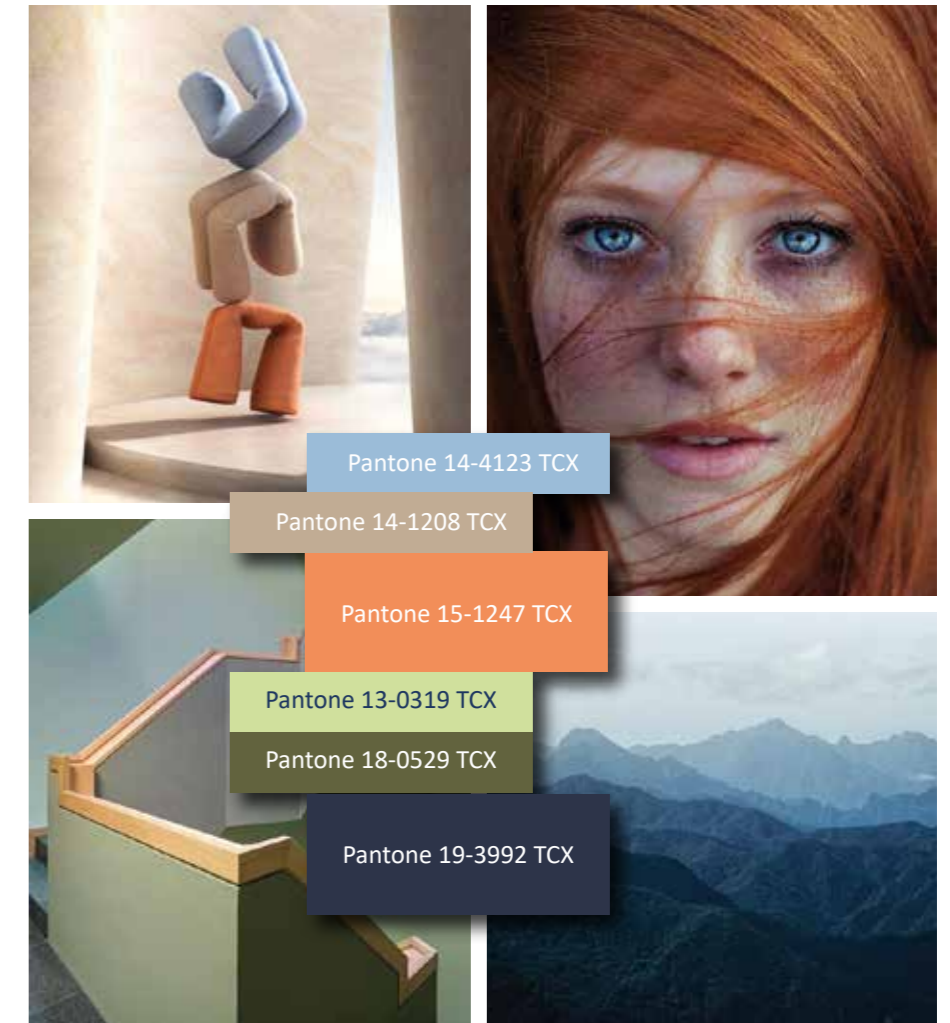 Pantone 14-4123 TCX
Pantone 14-1208 TCX
Pantone 15-1247 TCX
Pantone 13-0319 TCX
Pantone 18-0529 TCX
Pantone 19-3992 TCX